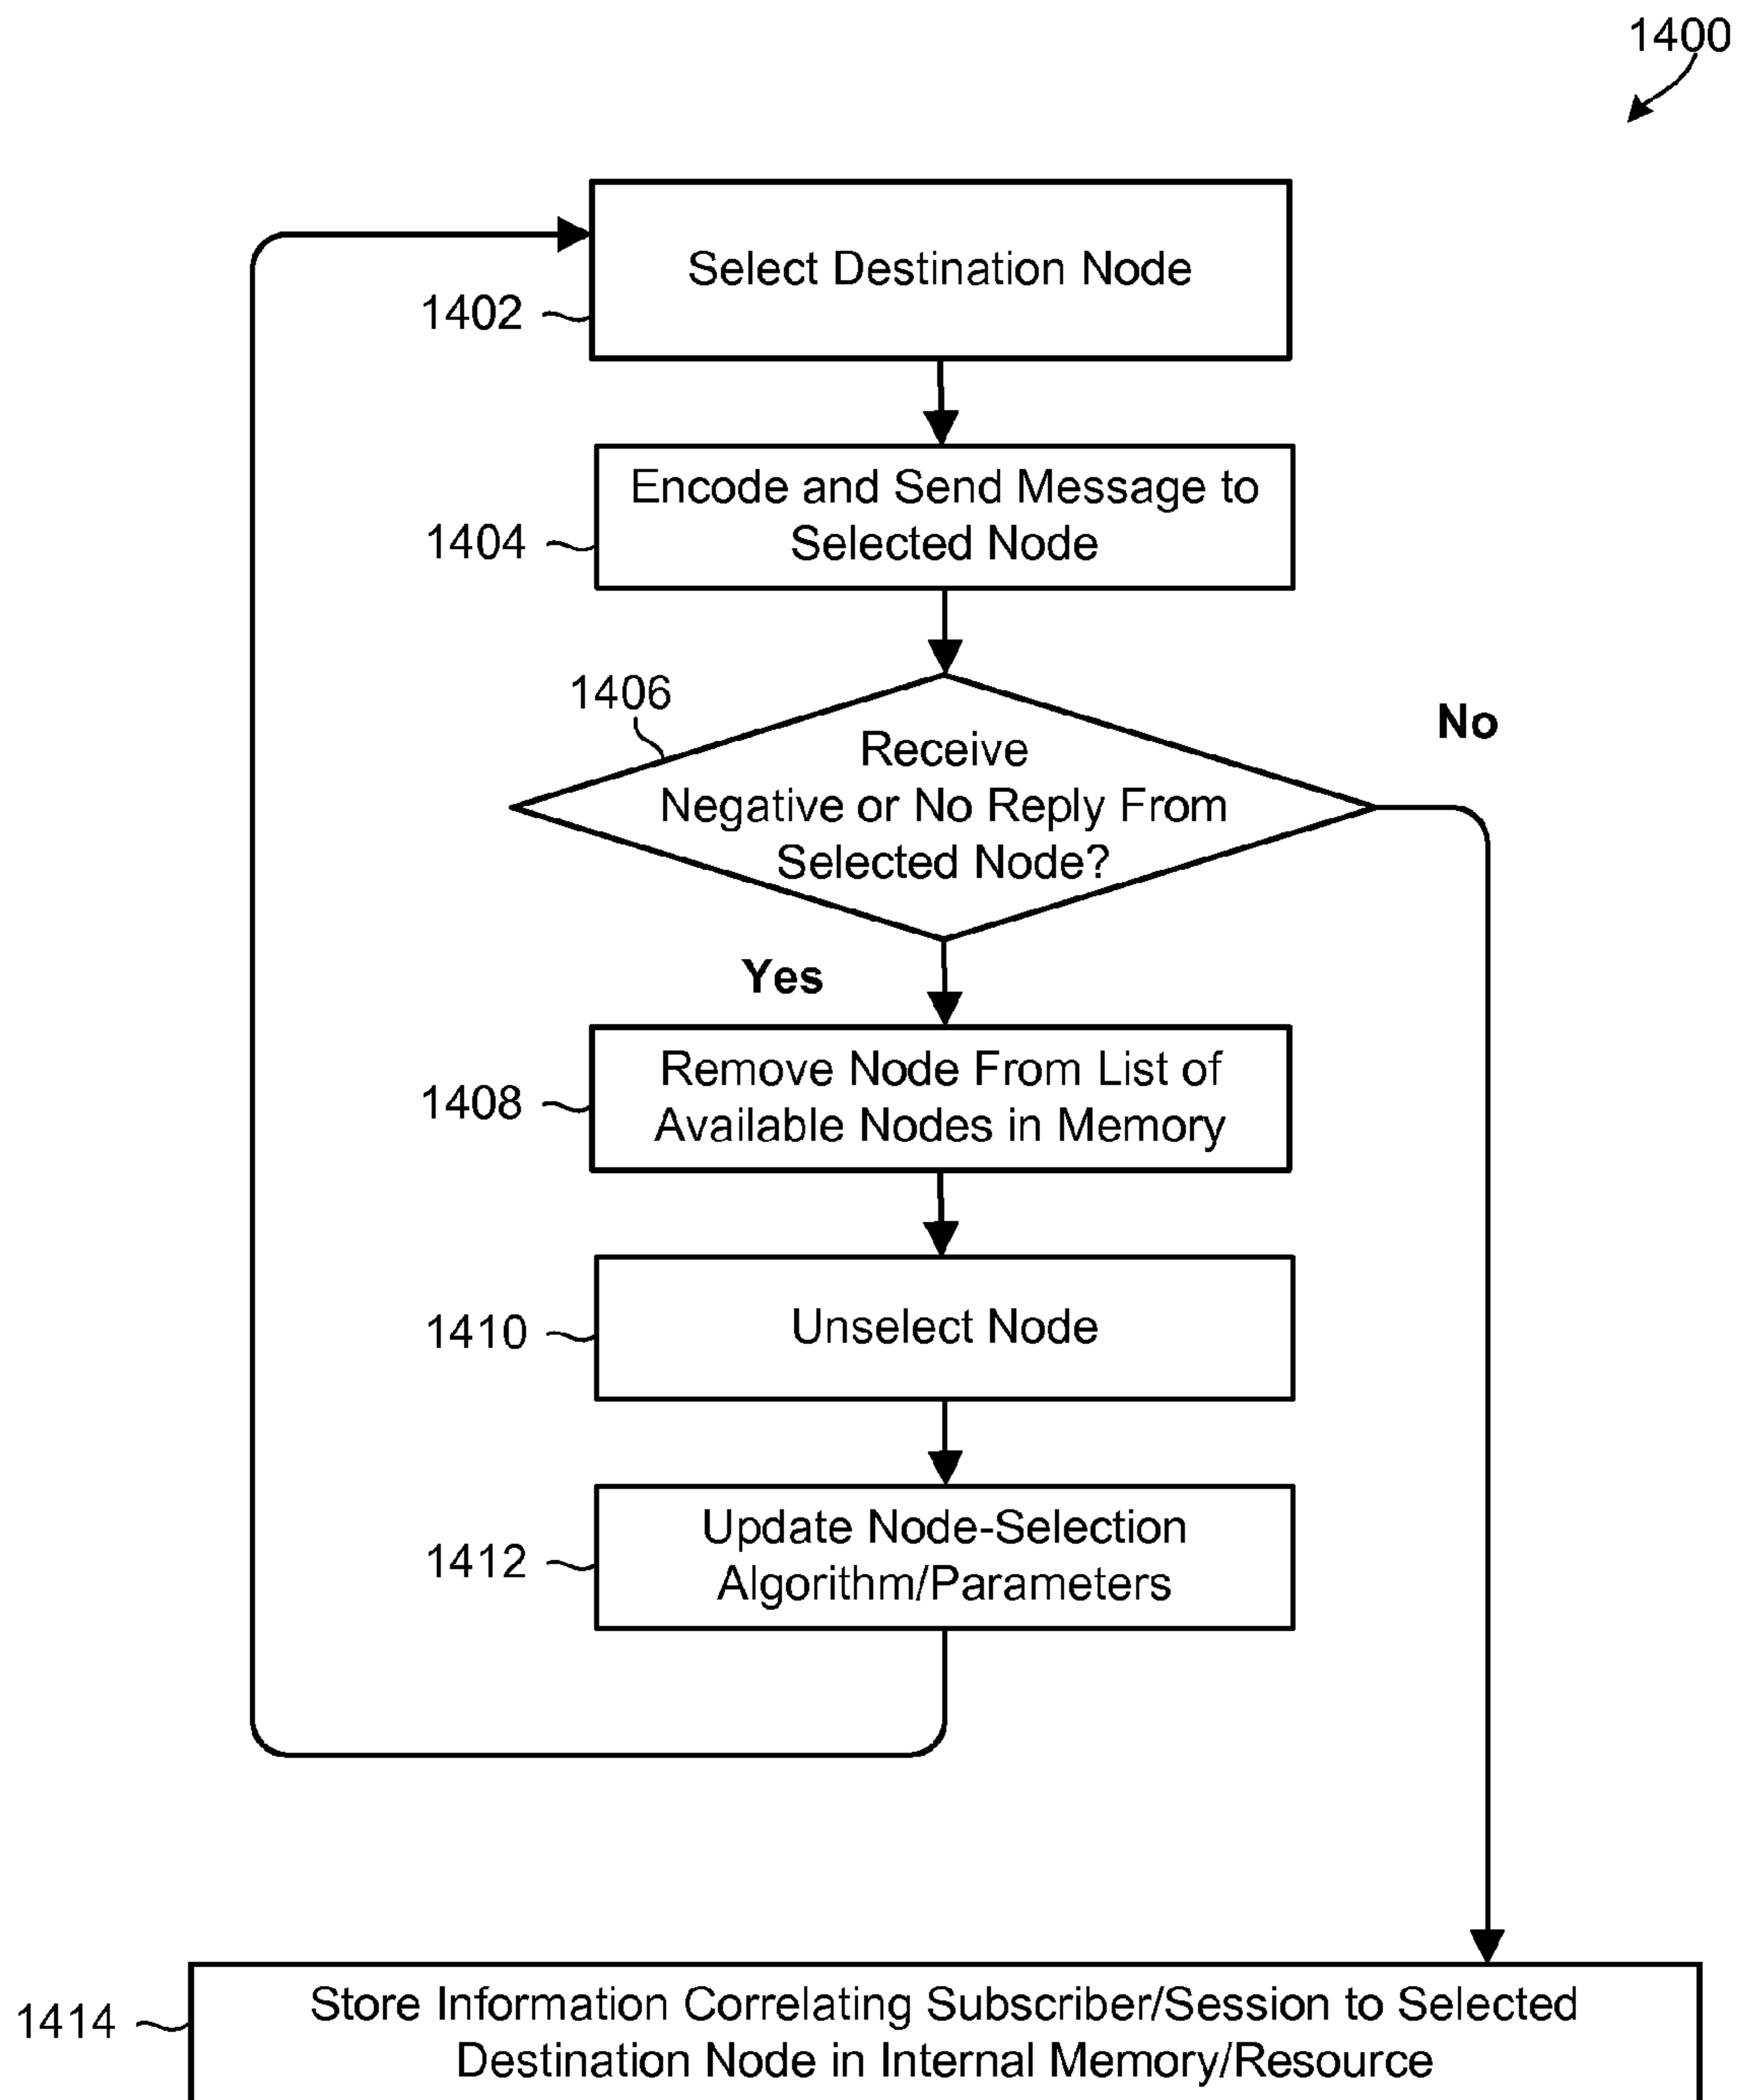 1400
Select Destination Node
1402
Encode and Send Message to
Selected Node
1404
1406
Receive
Negative or No Reply From
Selected Node?
No
Yes
Remove Node From List of
Available Nodes in Memory
1408
Unselect Node
1410
Update Node-Selection
Algorithm/Parameters
1412
Store Information Correlating Subscriber/Session to Selected
Destination Node in Internal Memory/Resource
1414